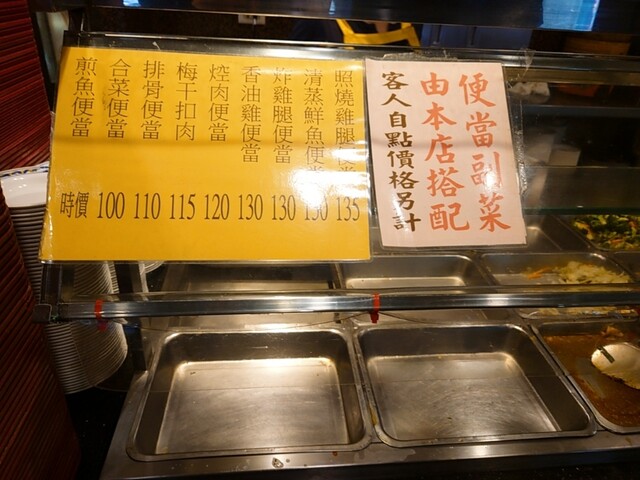 照燒雞腿便當 135
清蒸鮮魚便當 130
炸雞腿便當 130
香油雞便當 130
焢肉便當 120
梅干扣肉 115
排骨便當 110
合菜便當 100
煎魚便當 時價
便當副菜
由本店搭配
客人自點價格另計